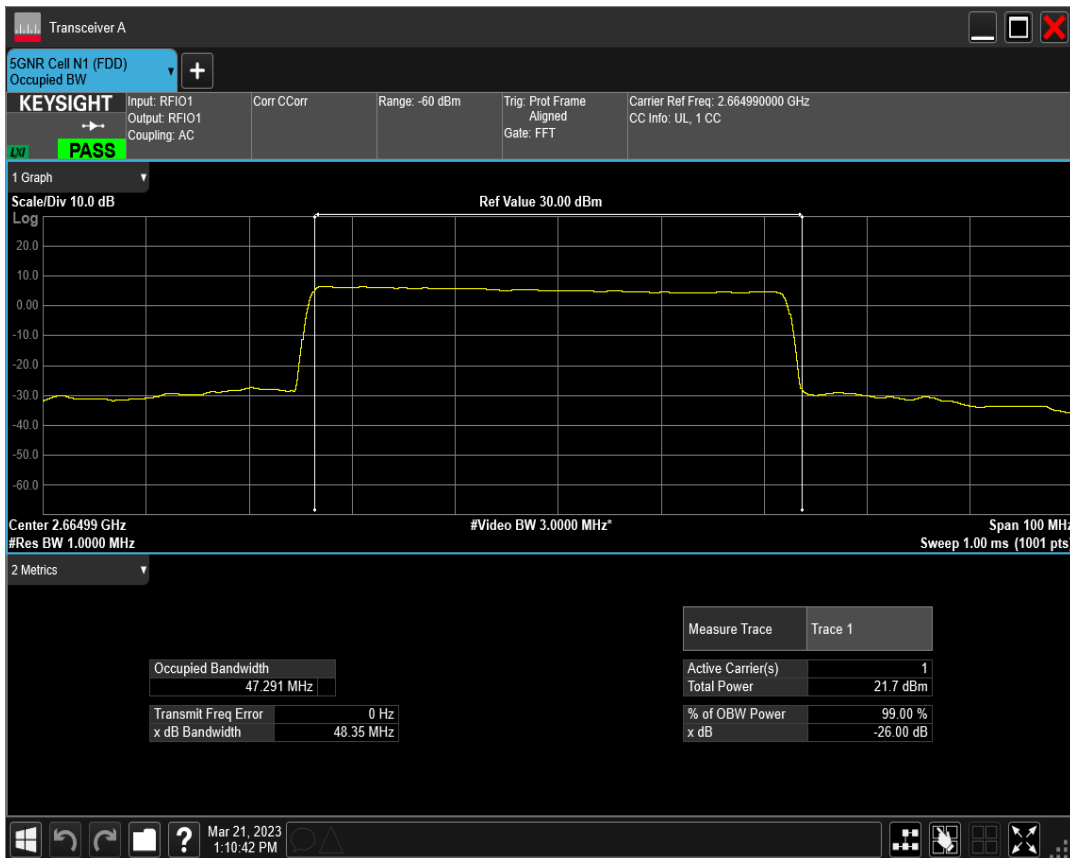 Transceiver A
5GNR Cell N1 (FDD)
Occupied BW
KEYSIGHT
LXI
PASS
Input: RFIO1
Output: RFIO1
Coupling: AC
Corr CCorr
Range: -60 dBm
Trig: Prot Frame
Aligned
Gate: FFT
Carrier Ref Freq: 2.664990000 GHz
CC Info: UL, 1 CC
1 Graph
Scale/Div 10.0 dB
Ref Value 30.00 dBm
Log
20.0
10.0
0.00
-10.0
-20.0
-30.0
-40.0
-50.0
-60.0
Center 2.66499 GHz
#Video BW 3.0000 MHz*
Span 100 MHz
#Res BW 1.0000 MHz
Sweep 1.00 ms (1001 pts)
2 Metrics
Measure Trace Trace 1
Occupied Bandwidth
47.291 MHz
Active Carrier(s) 1
Total Power 21.7 dBm
Transmit Freq Error 0 Hz
x dB Bandwidth 48.35 MHz
% of OBW Power 99.00 %
x dB -26.00 dB
?
Mar 21, 2023
1:10:42 PM